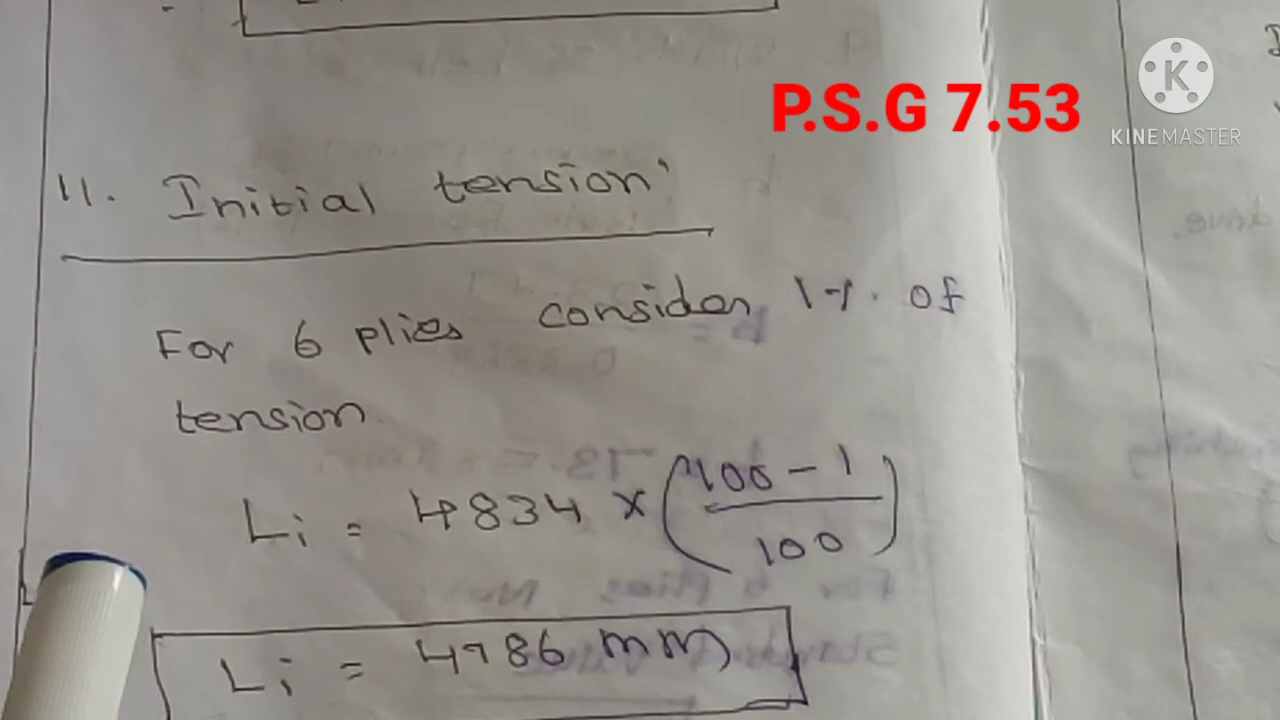 P.S.G 7.53
KINEMASTER
11. Initial tension
For 6 plies consider 1 % of
tension.
Li = 4834 × (100 - 1 / 100)
Li = 4786 mm